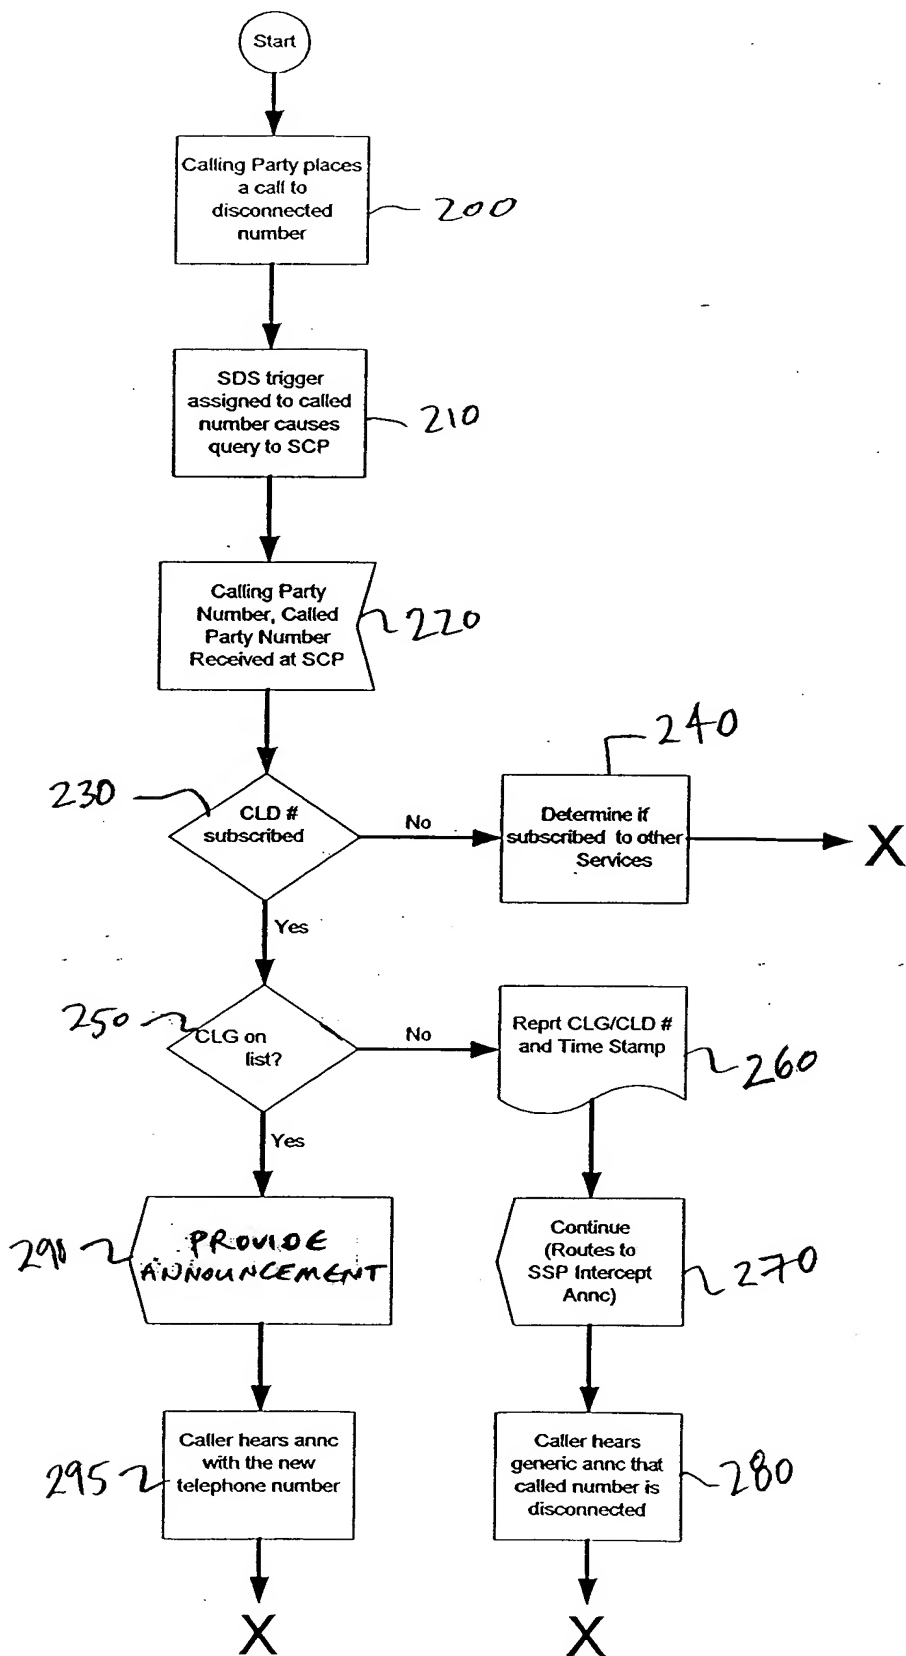 Start
Calling Party places
a call to
disconnected
number
200
SDS trigger
assigned to called
number causes
query to SCP
210
Calling Party
Number, Called
Party Number
Received at SCP
220
230
CLD #
subscribed
No
240
Determine if
subscribed to other
Services
X
Yes
250
CLG on
list?
No
Reprt CLG/CLD #
and Time Stamp
260
Yes
290
PROVIDE
ANNOUNCEMENT
Continue
(Routes to
SSP Intercept
Annc)
270
295
Caller hears annc
with the new
telephone number
Caller hears
generic annc that
called number is
disconnected
280
X
X